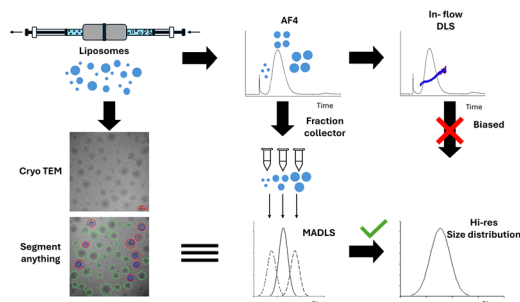 AF4
In- flow
DLS
Liposomes
Time
Time
Fraction
collector
Biased
Cryo TEM
Segment
anything
MADLS
Hi-res
Size distribution